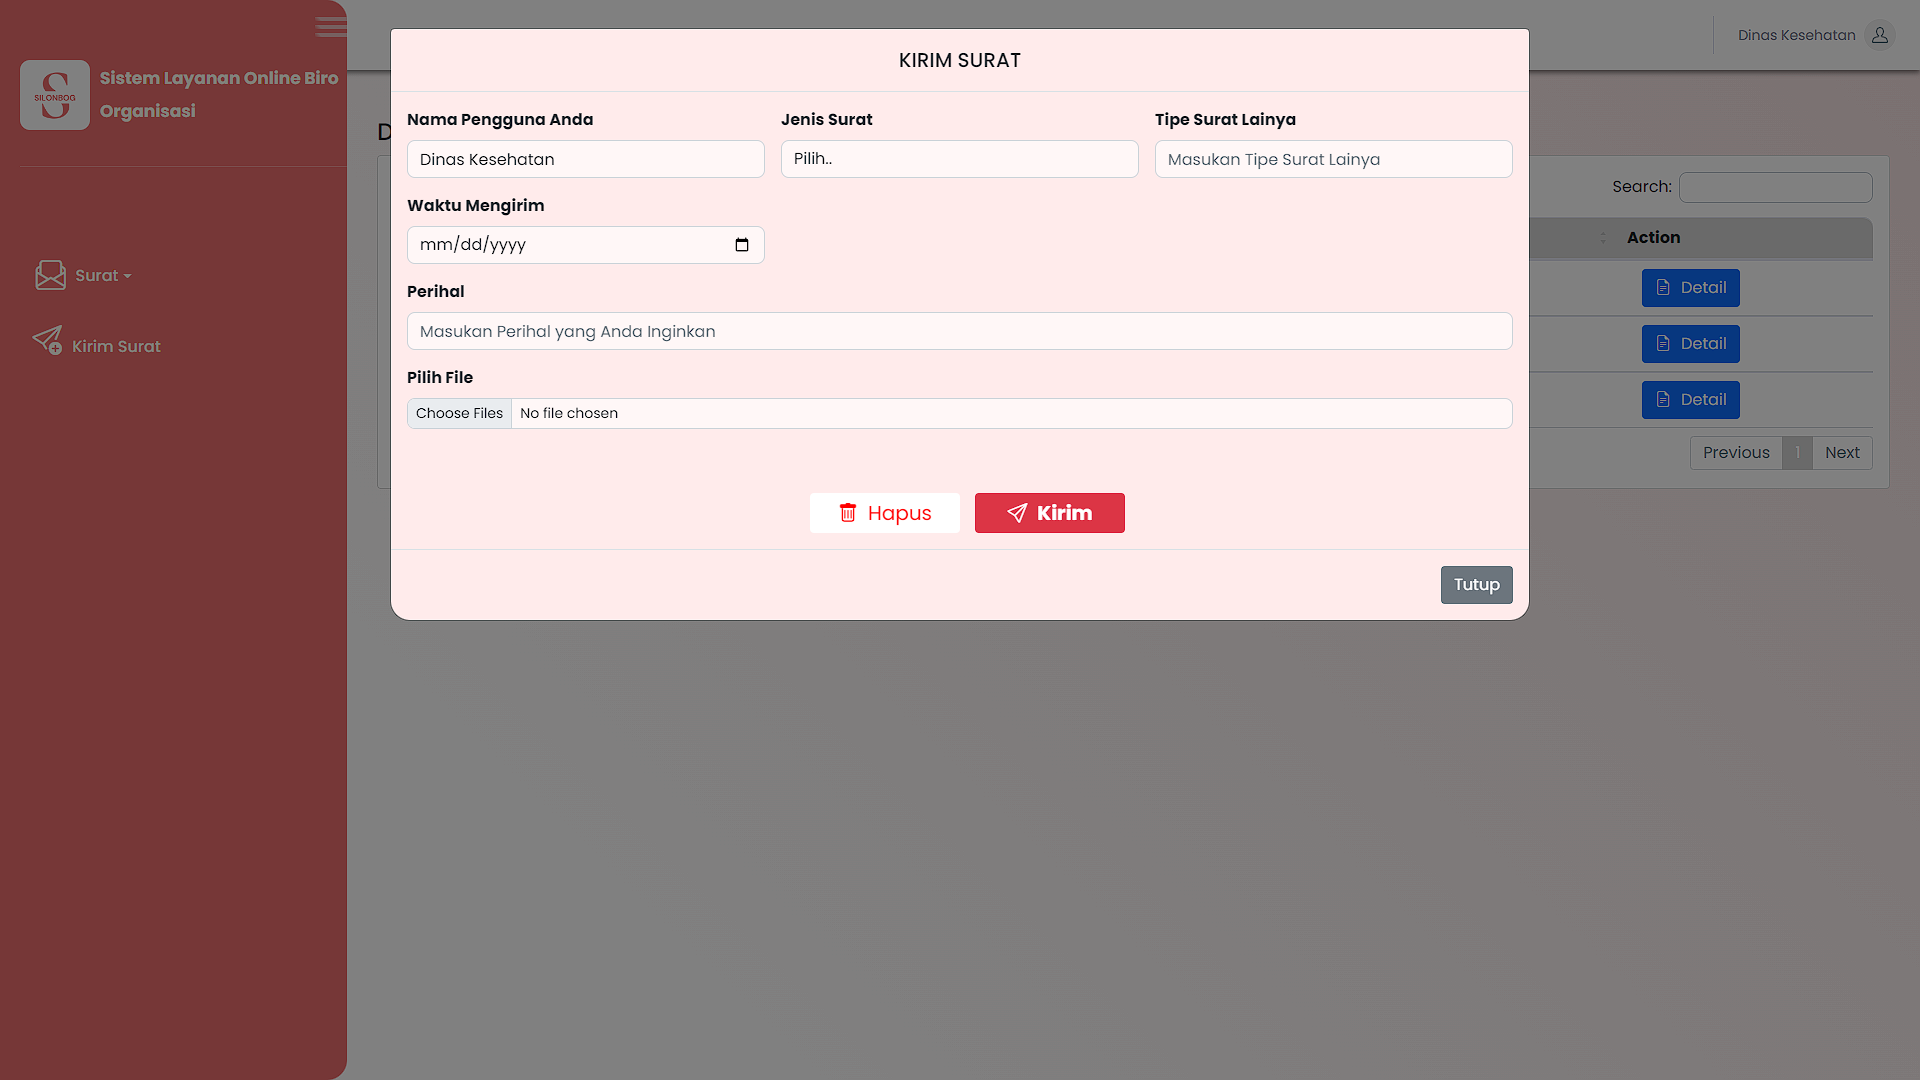 Sistem Layanan Online Biro
Organisasi
SILONBOG
Surat
Kirim Surat
Dinas Kesehatan
D
KIRIM SURAT
Nama Pengguna Anda
Jenis Surat
Tipe Surat Lainya
Dinas Kesehatan
Pilih..
Masukan Tipe Surat Lainya
Waktu Mengirim
mm/dd/yyyy
Perihal
Masukan Perihal yang Anda Inginkan
Pilih File
Choose Files No file chosen
Hapus
Kirim
Tutup
Search:
Action
Detail
Detail
Detail
Previous 1 Next